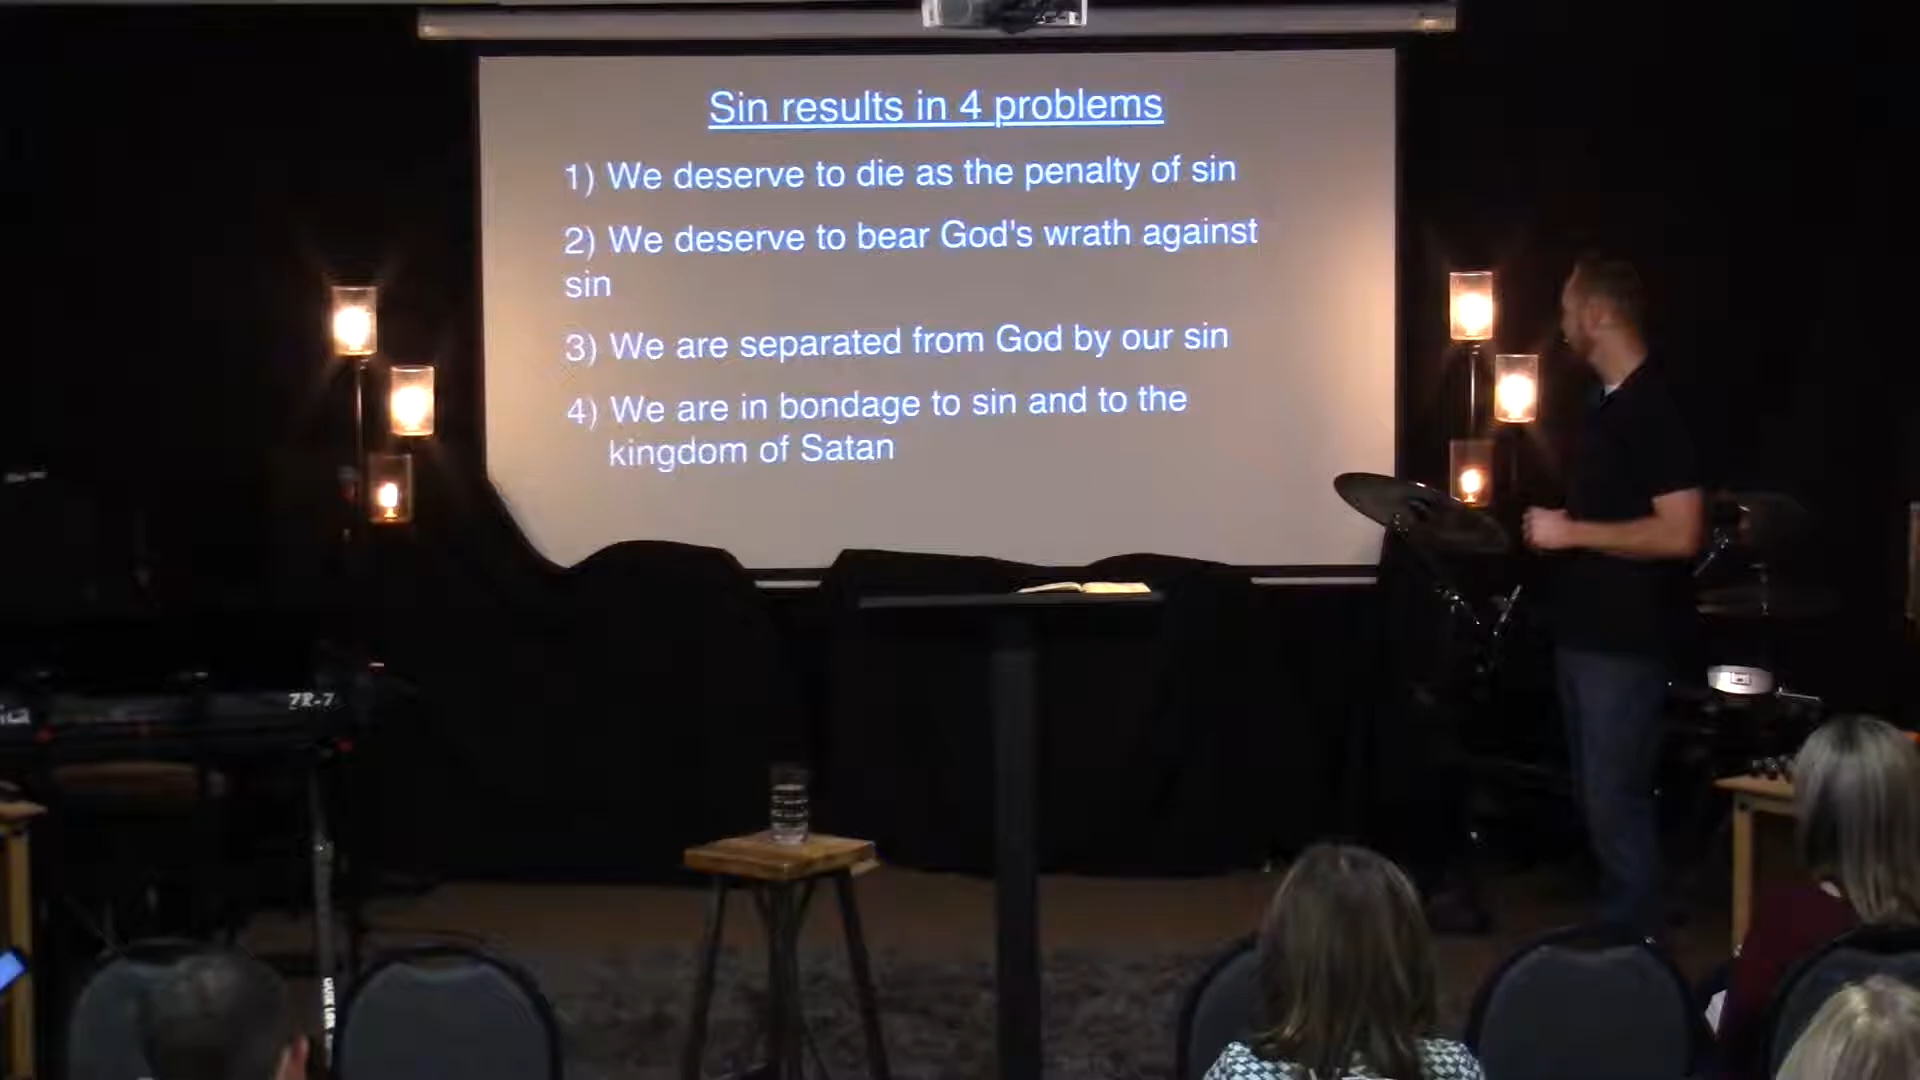 Sin results in 4 problems
1) We deserve to die as the penalty of sin
2) We deserve to bear God's wrath against
sin
3) We are separated from God by our sin
4) We are in bondage to sin and to the
kingdom of Satan